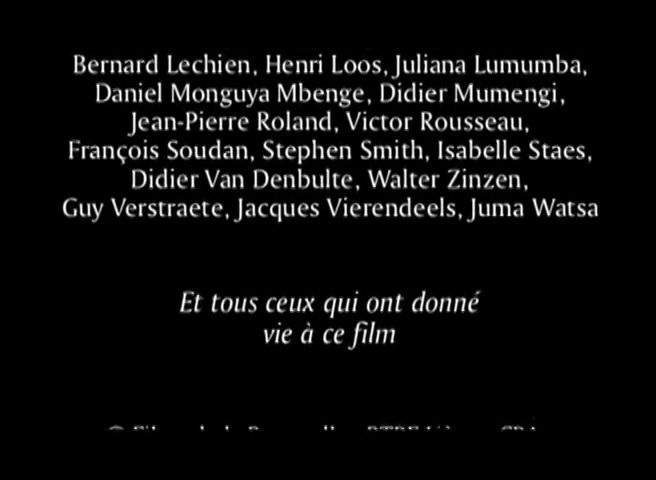 Bernard Lechien, Henri Loos, Juliana Lumumba,
Daniel Monguya Mbenge, Didier Mumengi,
Jean-Pierre Roland, Victor Rousseau,
François Soudan, Stephen Smith, Isabelle Staes,
Didier Van Denbulte, Walter Zinzen,
Guy Verstraete, Jacques Vierendeels, Juma Watsa
Et tous ceux qui ont donné
vie à ce film